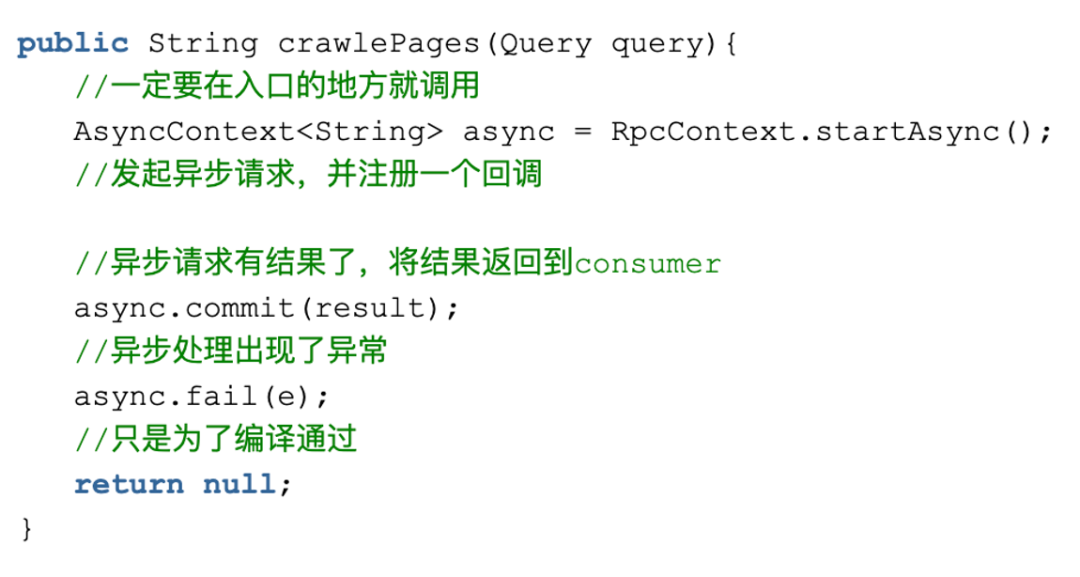 public String crawlePages(Query query){
//一定要在入口的地方就调用
AsyncContext<String> async = RpcContext.startAsync();
//发起异步请求，并注册一个回调
//异步请求有结果了，将结果返回到consumer
async.commit(result);
//异步处理出现了异常
async.fail(e);
//只是为了编译通过
return null;
}